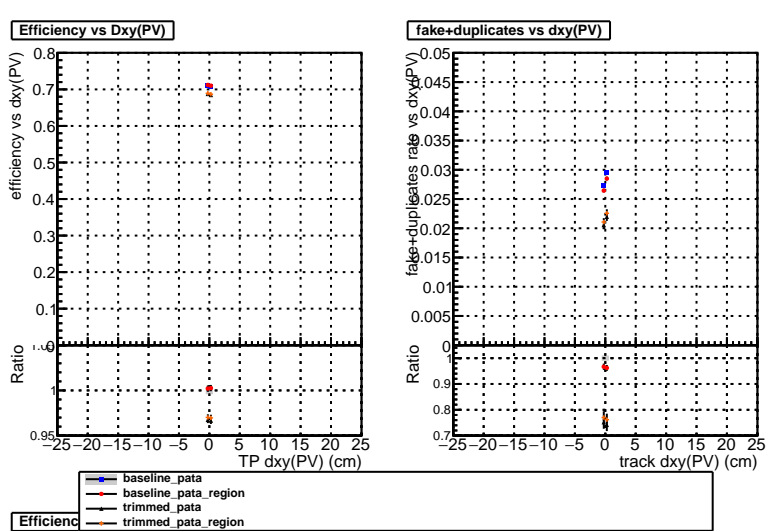 Efficiency vs Dxy(PV)
efficiency vs dxy(PV)
0.8
0.7
0.6
0.5
0.4
0.3
0.2
0.1
0
Ratio
1
0.95
−25 −20 −15 −10 −5 0 5 10 15 20 25
TP dxy(PV) (cm)
fake+duplicates vs dxy(PV)
fake+duplicates rate vs dxy(PV)
0.05
0.045
0.04
0.035
0.03
0.025
0.02
0.015
0.01
0.005
0
Ratio
1
0.9
0.8
0.7
−25 −20 −15 −10 −5 0 5 10 15 20 25
track dxy(PV) (cm)
baseline_pata
baseline_pata_region
trimmed_pata
trimmed_pata_region
Efficienc